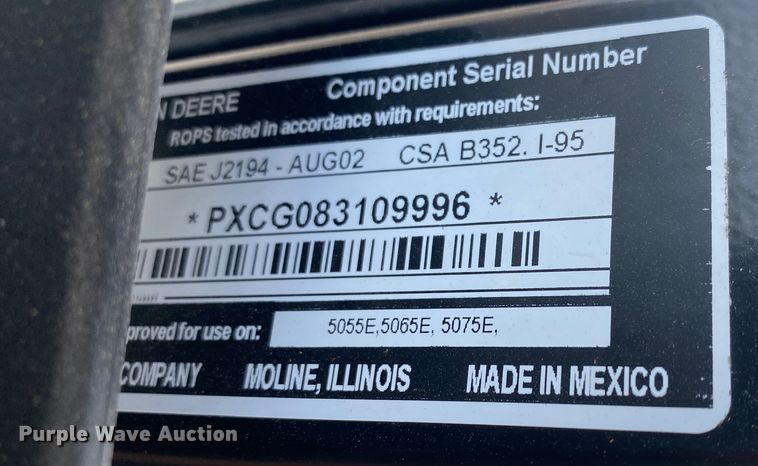 Component Serial Number
N DEERE
ROPS tested in accordance with requirements:
SAE J2194 - AUG02 CSA B352. I-95
* PXCG083109996 *
proved for use on: 5055E,5065E, 5075E,
COMPANY MOLINE, ILLINOIS MADE IN MEXICO
Purple Wave Auction